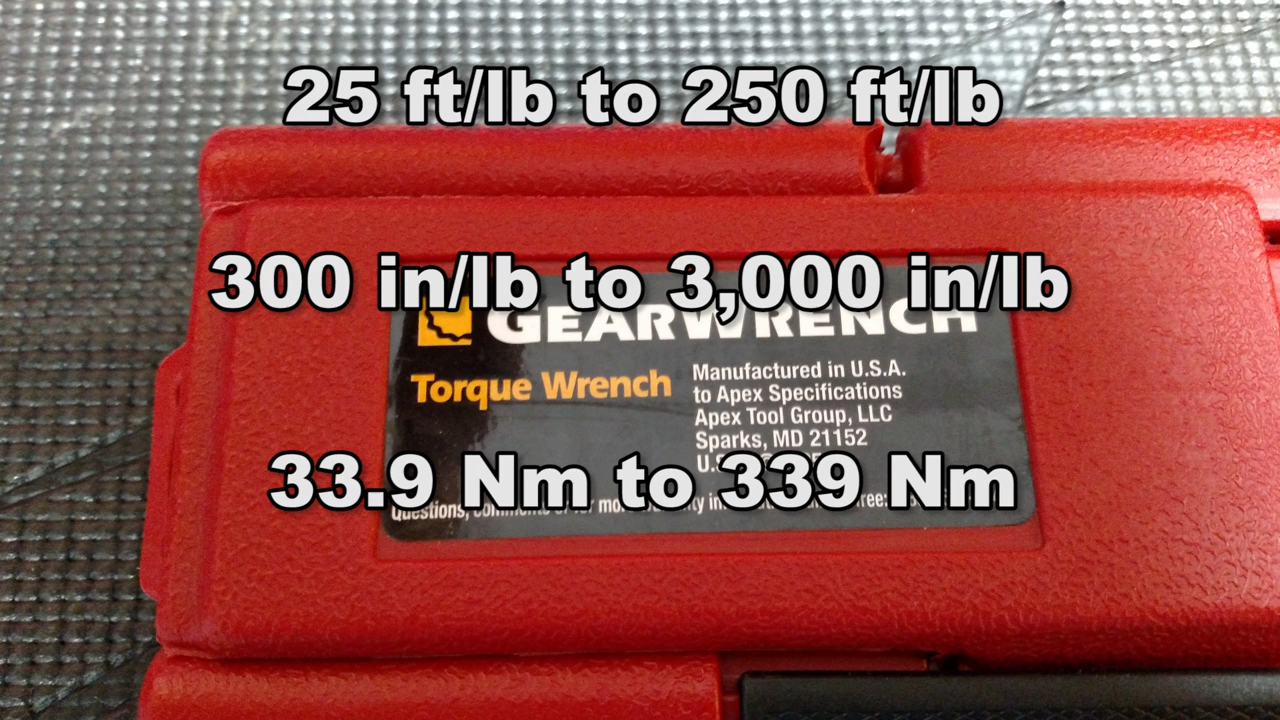 25 ft/lb to 250 ft/lb
300 in/lb to 3,000 in/lb
GEARWRENCH
Torque Wrench
Manufactured in U.S.A.
to Apex Specifications
Apex Tool Group, LLC
Sparks, MD 21152
33.9 Nm to 339 Nm
Questions,